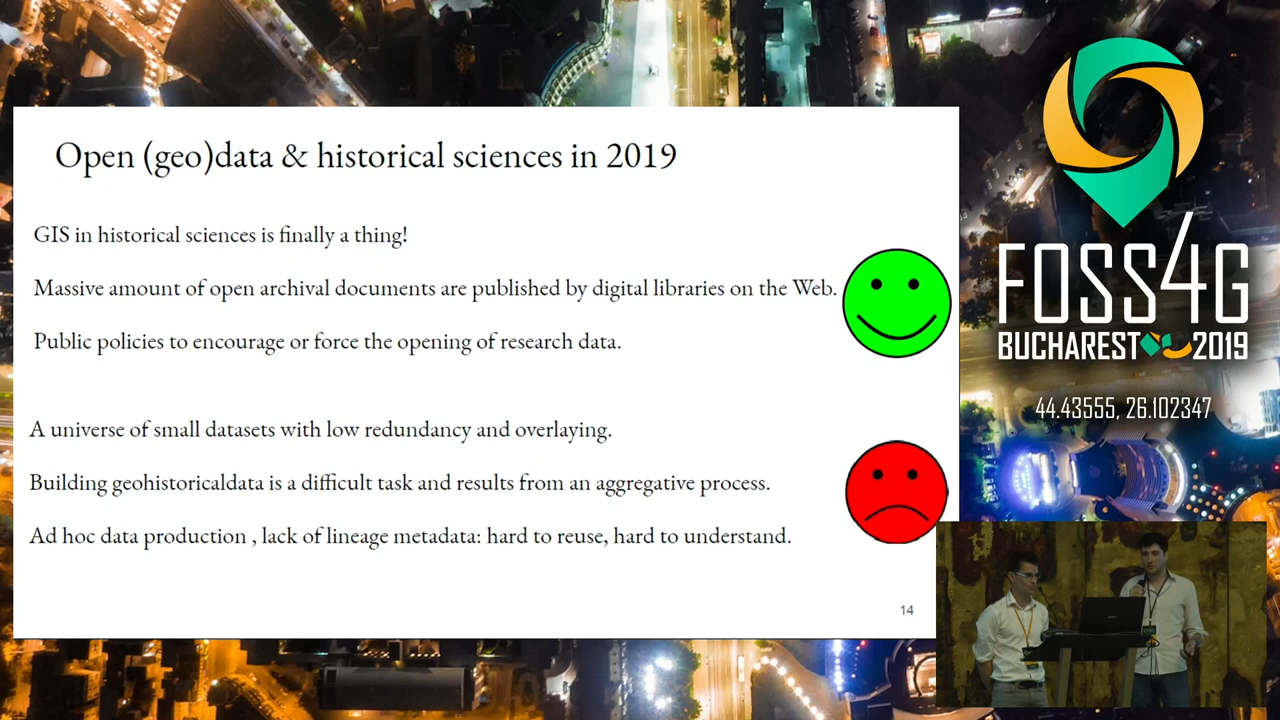 Open (geo)data & historical sciences in 2019
GIS in historical sciences is finally a thing!
Massive amount of open archival documents are published by digital libraries on the Web.
Public policies to encourage or force the opening of research data.
A universe of small datasets with low redundancy and overlaying.
Building geohistoricaldata is a difficult task and results from an aggregative process.
Ad hoc data production , lack of lineage metadata: hard to reuse, hard to understand.
14
FOSS4G
BUCHAREST 2019
44.43555, 26.102347